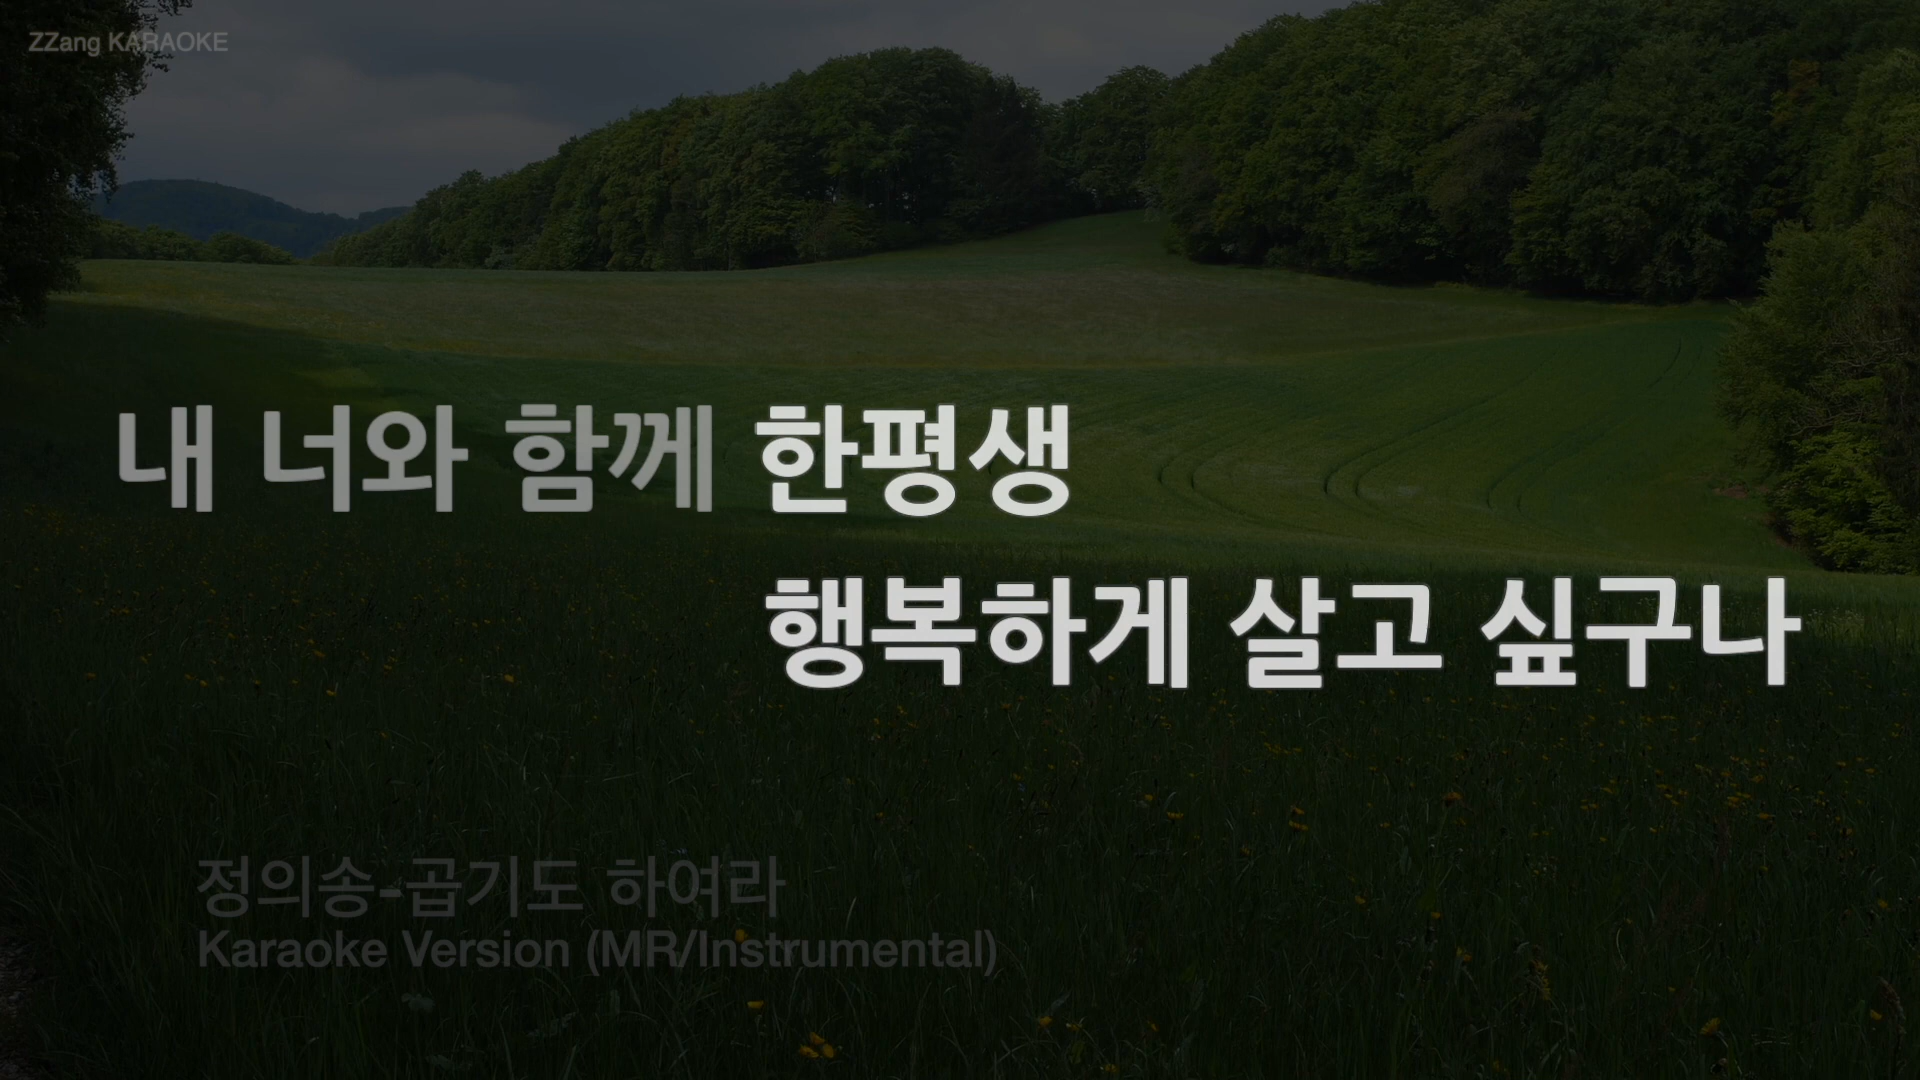 ZZang KARAOKE
내 너와 함께 한평생
행복하게 살고 싶구나
정의송-곱기도 하여라
Karaoke Version (MR/Instrumental)